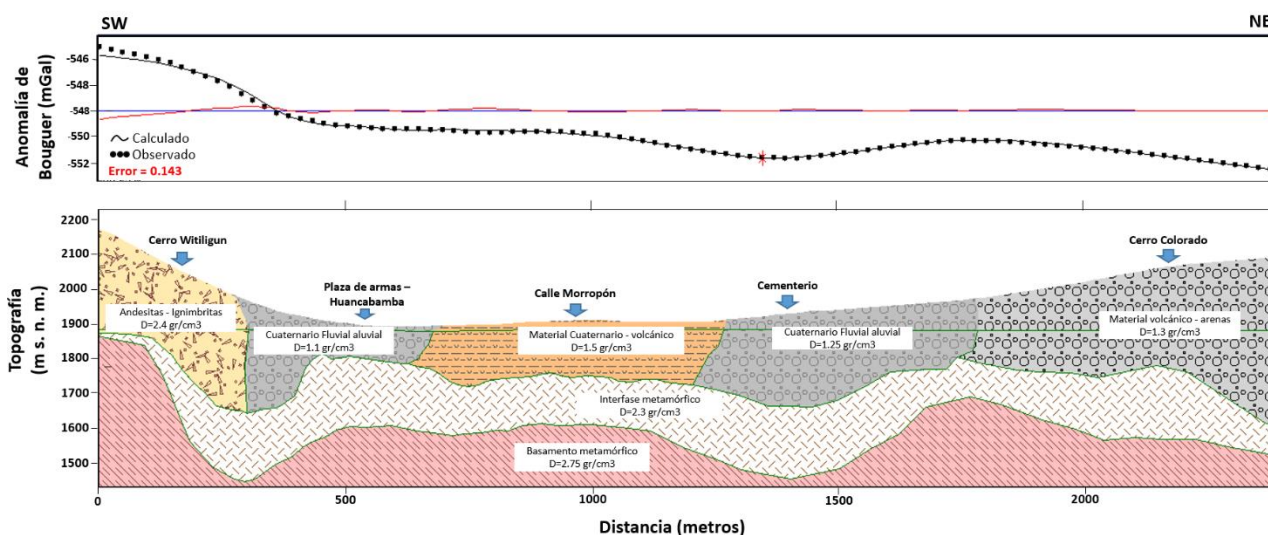 SW
NE
Anomalía de
Bouguer (mGal)
-546
-548
-548
-550
-552
Calculado
Observado
Error = 0.143
Topografía
(m s. n. m.)
2200
2100
2000
1900
1800
1700
1600
1500
Cerro Witiligun
Plaza de armas –
Huancabamba
Calle Morropón
Cementerio
Cerro Colorado
Andesitas - Ignimbritas
D=2.4 gr/cm3
Cuaternario Fluvial aluvial
D=1.1 gr/cm3
Material Cuaternario - volcánico
D=1.5 gr/cm3
Cuaternario Fluvial aluvial
D=1.25 gr/cm3
Material volcánico - arenas
D=1.3 gr/cm3
Interfase metamórfico
D=2.3 gr/cm3
Basamento metamórfico
D=2.75 gr/cm3
0
500
1000
1500
2000
Distancia (metros)